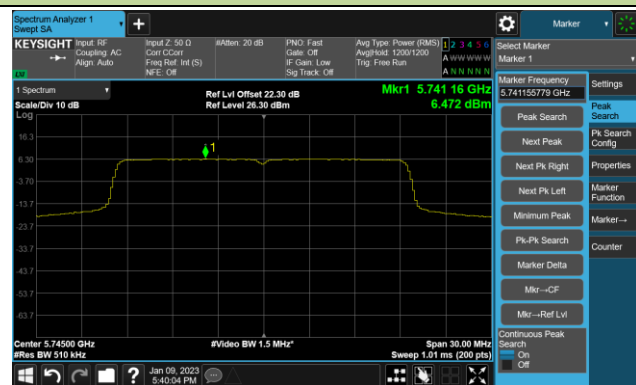 Spectrum Analyzer 1
Swept SA
Marker
KEYSIGHT
Input: RF
Coupling: AC
Align: Auto
Input Z: 50 Ω
Corr CCorr
Freq Ref: Int (S)
NFE: Off
#Atten: 20 dB
PNO: Fast
Gate: Off
IF Gain: Low
Sig Track: Off
Avg Type: Power (RMS)
Avg|Hold: 1200/1200
Trig: Free Run
1 2 3 4 5 6
A W W W W W
A N N N N N
LW
1 Spectrum
Scale/Div 10 dB
Ref Lvl Offset 22.30 dB
Ref Level 26.30 dBm
Mkr1 5.741 16 GHz
6.472 dBm
Log
16.3
6.30
-3.70
-13.7
-23.7
-33.7
-43.7
-53.7
-63.7
1
Center 5.74500 GHz
#Res BW 510 kHz
#Video BW 1.5 MHz*
Span 30.00 MHz
Sweep 1.01 ms (200 pts)
Jan 09, 2023
5:40:04 PM
Select Marker
Marker 1
Marker Frequency
5.741155779 GHz
Peak Search
Next Peak
Next Pk Right
Next Pk Left
Minimum Peak
Pk-Pk Search
Marker Delta
Mkr→CF
Mkr→Ref Lvl
Continuous Peak
Search
On
Off
Settings
Peak
Search
Pk Search
Config
Properties
Marker
Function
Marker→
Counter